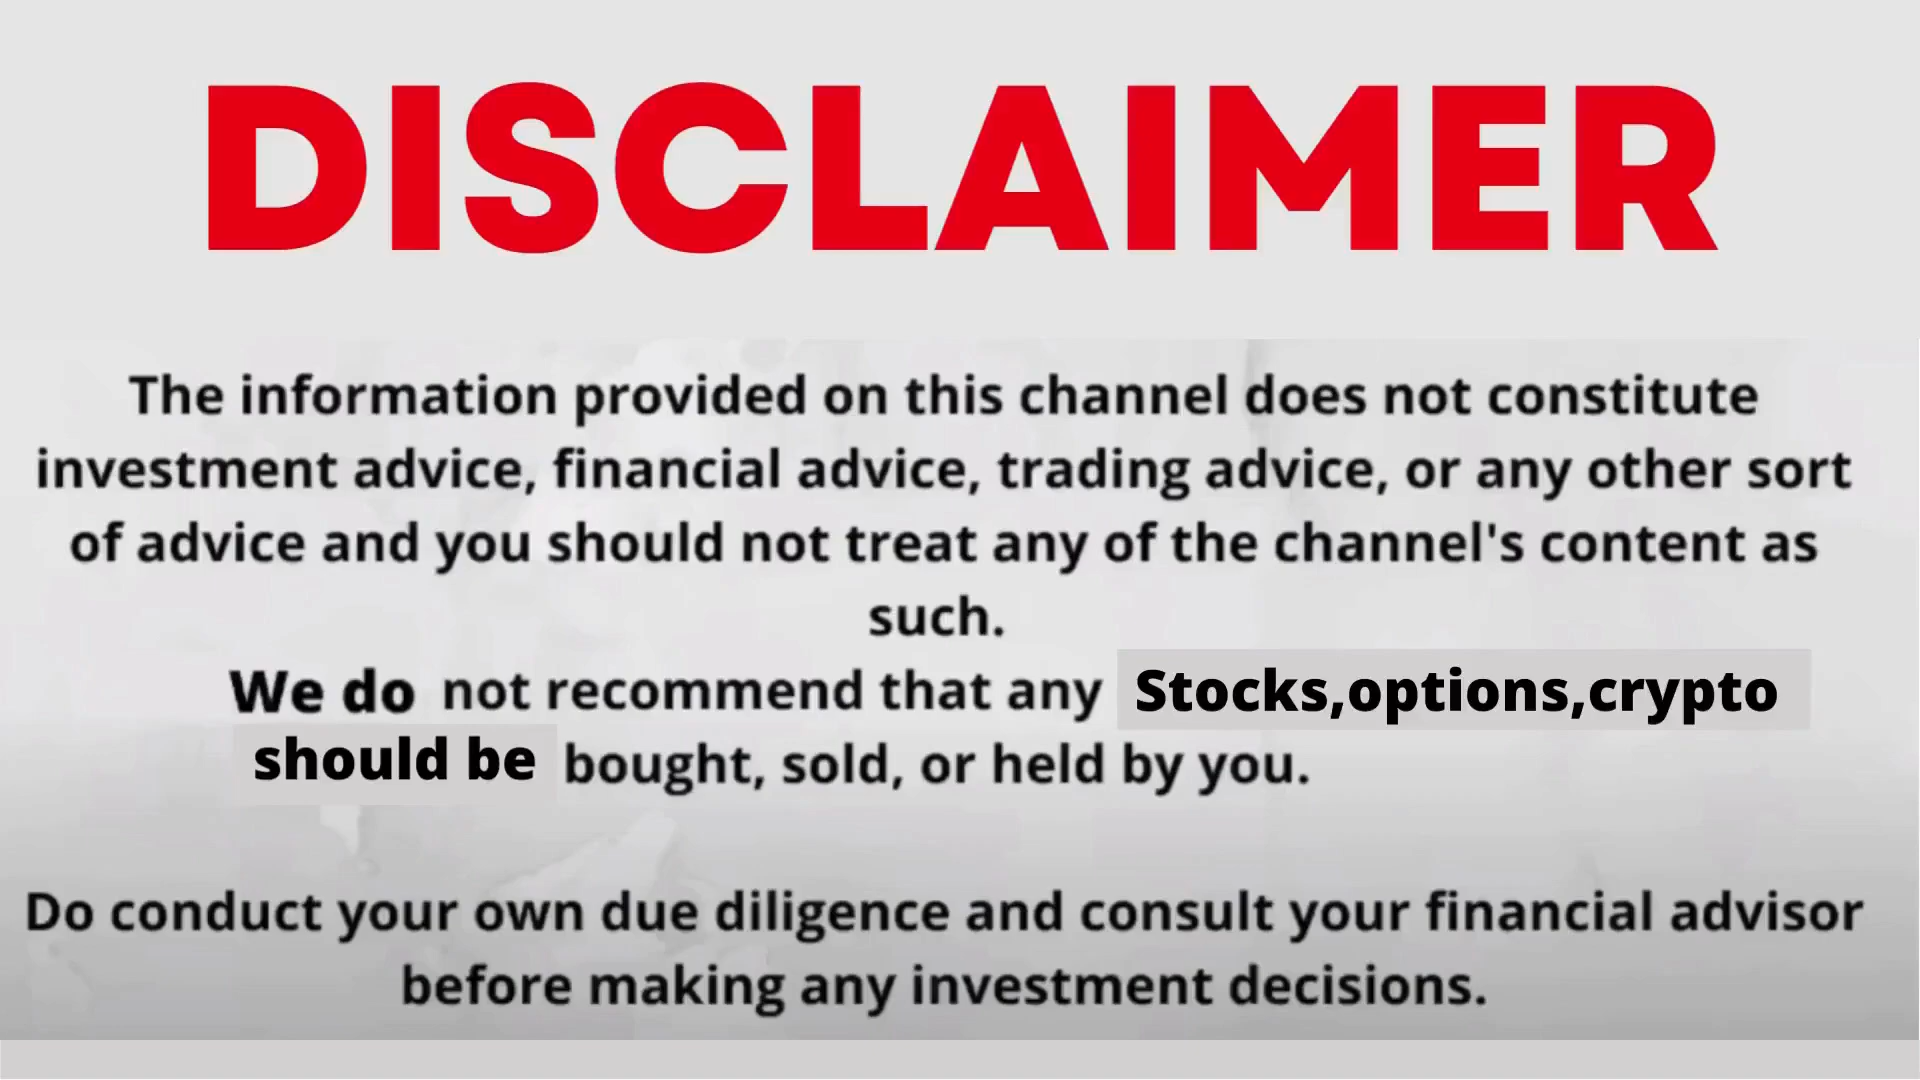 DISCLAIMER
The information provided on this channel does not constitute
investment advice, financial advice, trading advice, or any other sort
of advice and you should not treat any of the channel's content as
such.
We do not recommend that any Stocks,options,crypto
should be bought, sold, or held by you.
Do conduct your own due diligence and consult your financial advisor
before making any investment decisions.